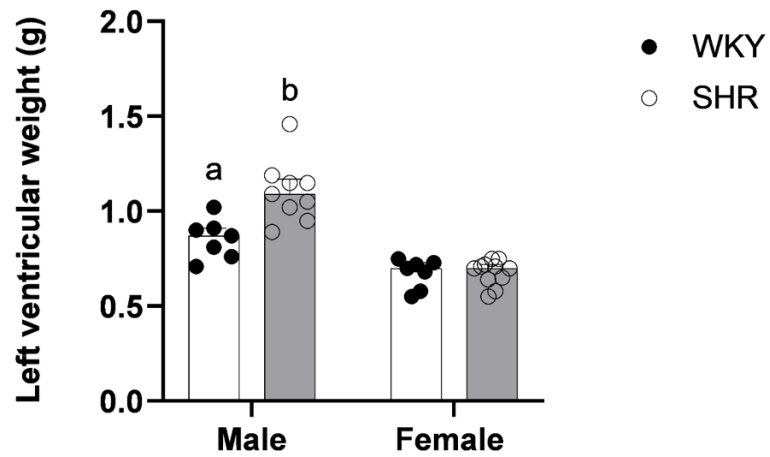 Left ventricular weight (g)
2.0
1.5
1.0
0.5
0.0
a
b
Male
Female
WKY
SHR